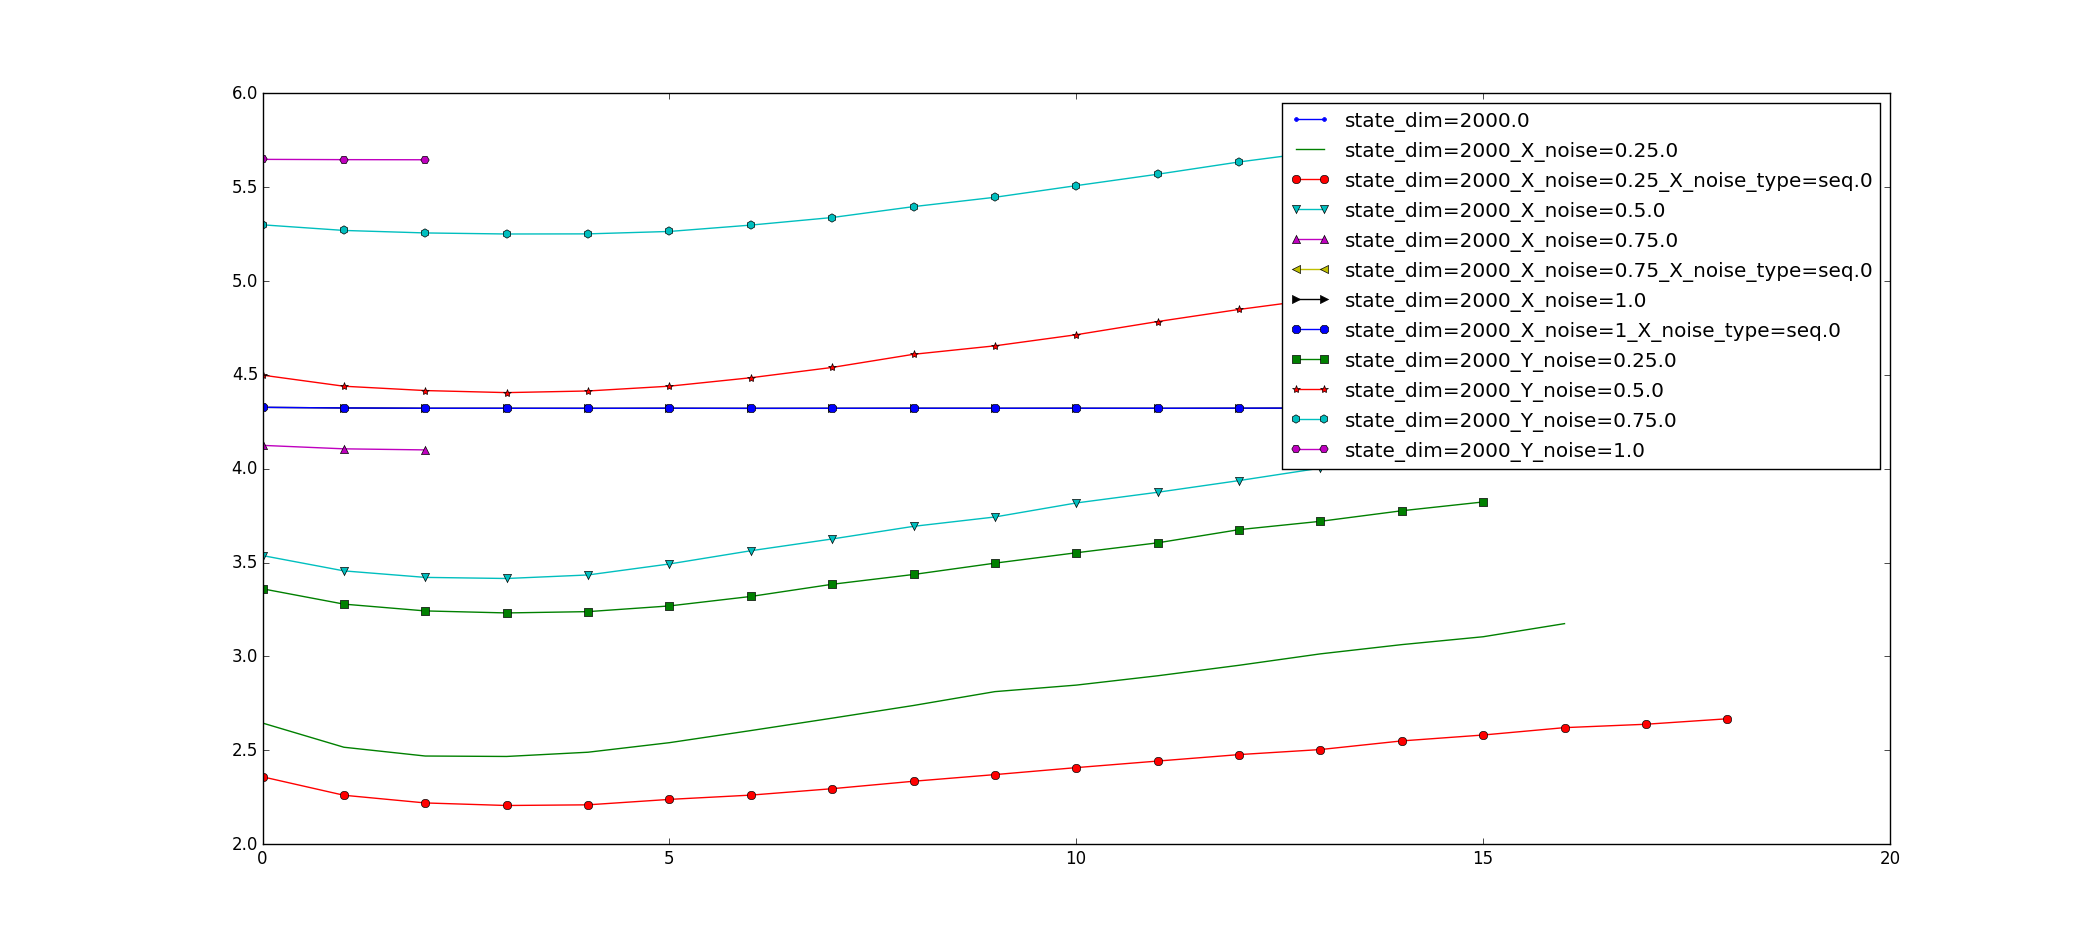 6.0
5.5
5.0
4.5
4.0
3.5
3.0
2.5
2.0
0
5
10
15
20
state_dim=2000.0
state_dim=2000_X_noise=0.25.0
state_dim=2000_X_noise=0.25_X_noise_type=seq.0
state_dim=2000_X_noise=0.5.0
state_dim=2000_X_noise=0.75.0
state_dim=2000_X_noise=0.75_X_noise_type=seq.0
state_dim=2000_X_noise=1.0
state_dim=2000_X_noise=1_X_noise_type=seq.0
state_dim=2000_Y_noise=0.25.0
state_dim=2000_Y_noise=0.5.0
state_dim=2000_Y_noise=0.75.0
state_dim=2000_Y_noise=1.0